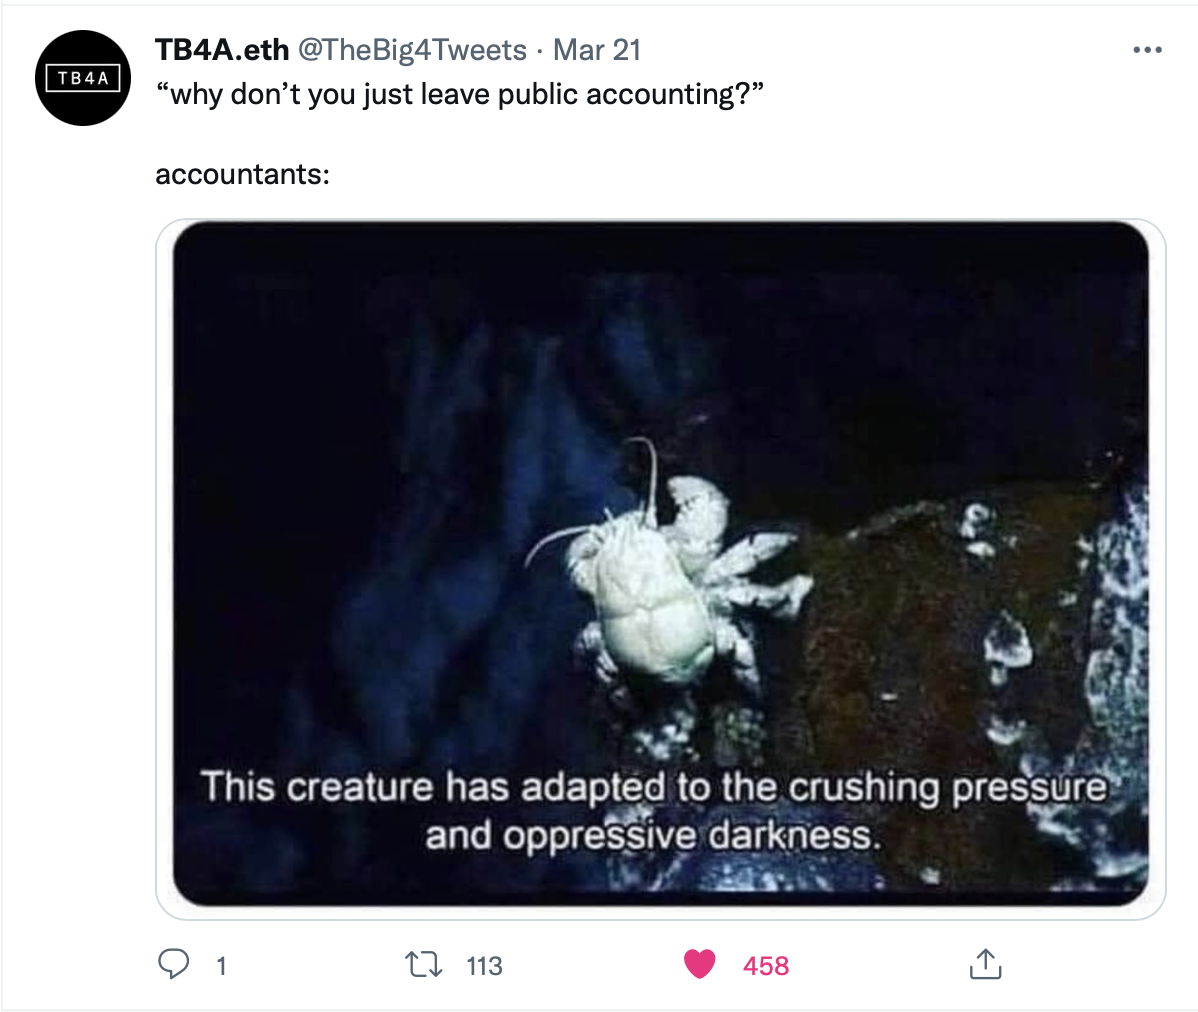 TB4A
TB4A.eth @TheBig4Tweets · Mar 21
“why don’t you just leave public accounting?”
accountants:
This creature has adapted to the crushing pressure
and oppressive darkness.
1 113 458